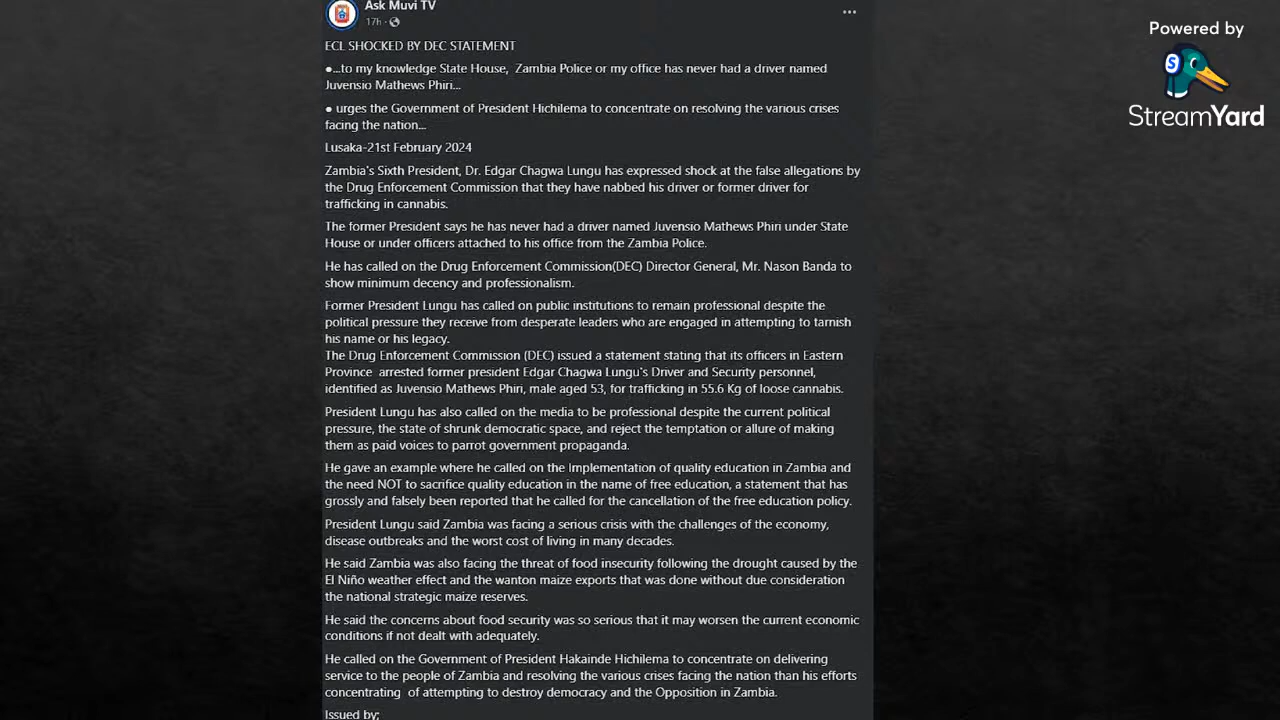 Ask Muvi TV
17h ·
Powered by
StreamYard
ECL SHOCKED BY DEC STATEMENT
●...to my knowledge State House, Zambia Police or my office has never had a driver named
Juvensio Mathews Phiri...
● urges the Government of President Hichilema to concentrate on resolving the various crises
facing the nation...
Lusaka-21st February 2024
Zambia's Sixth President, Dr. Edgar Chagwa Lungu has expressed shock at the false allegations by
the Drug Enforcement Commission that they have nabbed his driver or former driver for
trafficking in cannabis.
The former President says he has never had a driver named Juvensio Mathews Phiri under State
House or under officers attached to his office from the Zambia Police.
He has called on the Drug Enforcement Commission(DEC) Director General, Mr. Nason Banda to
show minimum decency and professionalism.
Former President Lungu has called on public institutions to remain professional despite the
political pressure they receive from desperate leaders who are engaged in attempting to tarnish
his name or his legacy.
The Drug Enforcement Commission (DEC) issued a statement stating that its officers in Eastern
Province arrested former president Edgar Chagwa Lungu's Driver and Security personnel,
identified as Juvensio Mathews Phiri, male aged 53, for trafficking in 55.6 Kg of loose cannabis.
President Lungu has also called on the media to be professional despite the current political
pressure, the state of shrunk democratic space, and reject the temptation or allure of making
them as paid voices to parrot government propaganda.
He gave an example where he called on the Implementation of quality education in Zambia and
the need NOT to sacrifice quality education in the name of free education, a statement that has
grossly and falsely been reported that he called for the cancellation of the free education policy.
President Lungu said Zambia was facing a serious crisis with the challenges of the economy,
disease outbreaks and the worst cost of living in many decades.
He said Zambia was also facing the threat of food insecurity following the drought caused by the
El Niño weather effect and the wanton maize exports that was done without due consideration
the national strategic maize reserves.
He said the concerns about food security was so serious that it may worsen the current economic
conditions if not dealt with adequately.
He called on the Government of President Hakainde Hichilema to concentrate on delivering
service to the people of Zambia and resolving the various crises facing the nation than his efforts
concentrating of attempting to destroy democracy and the Opposition in Zambia.
Issued by;